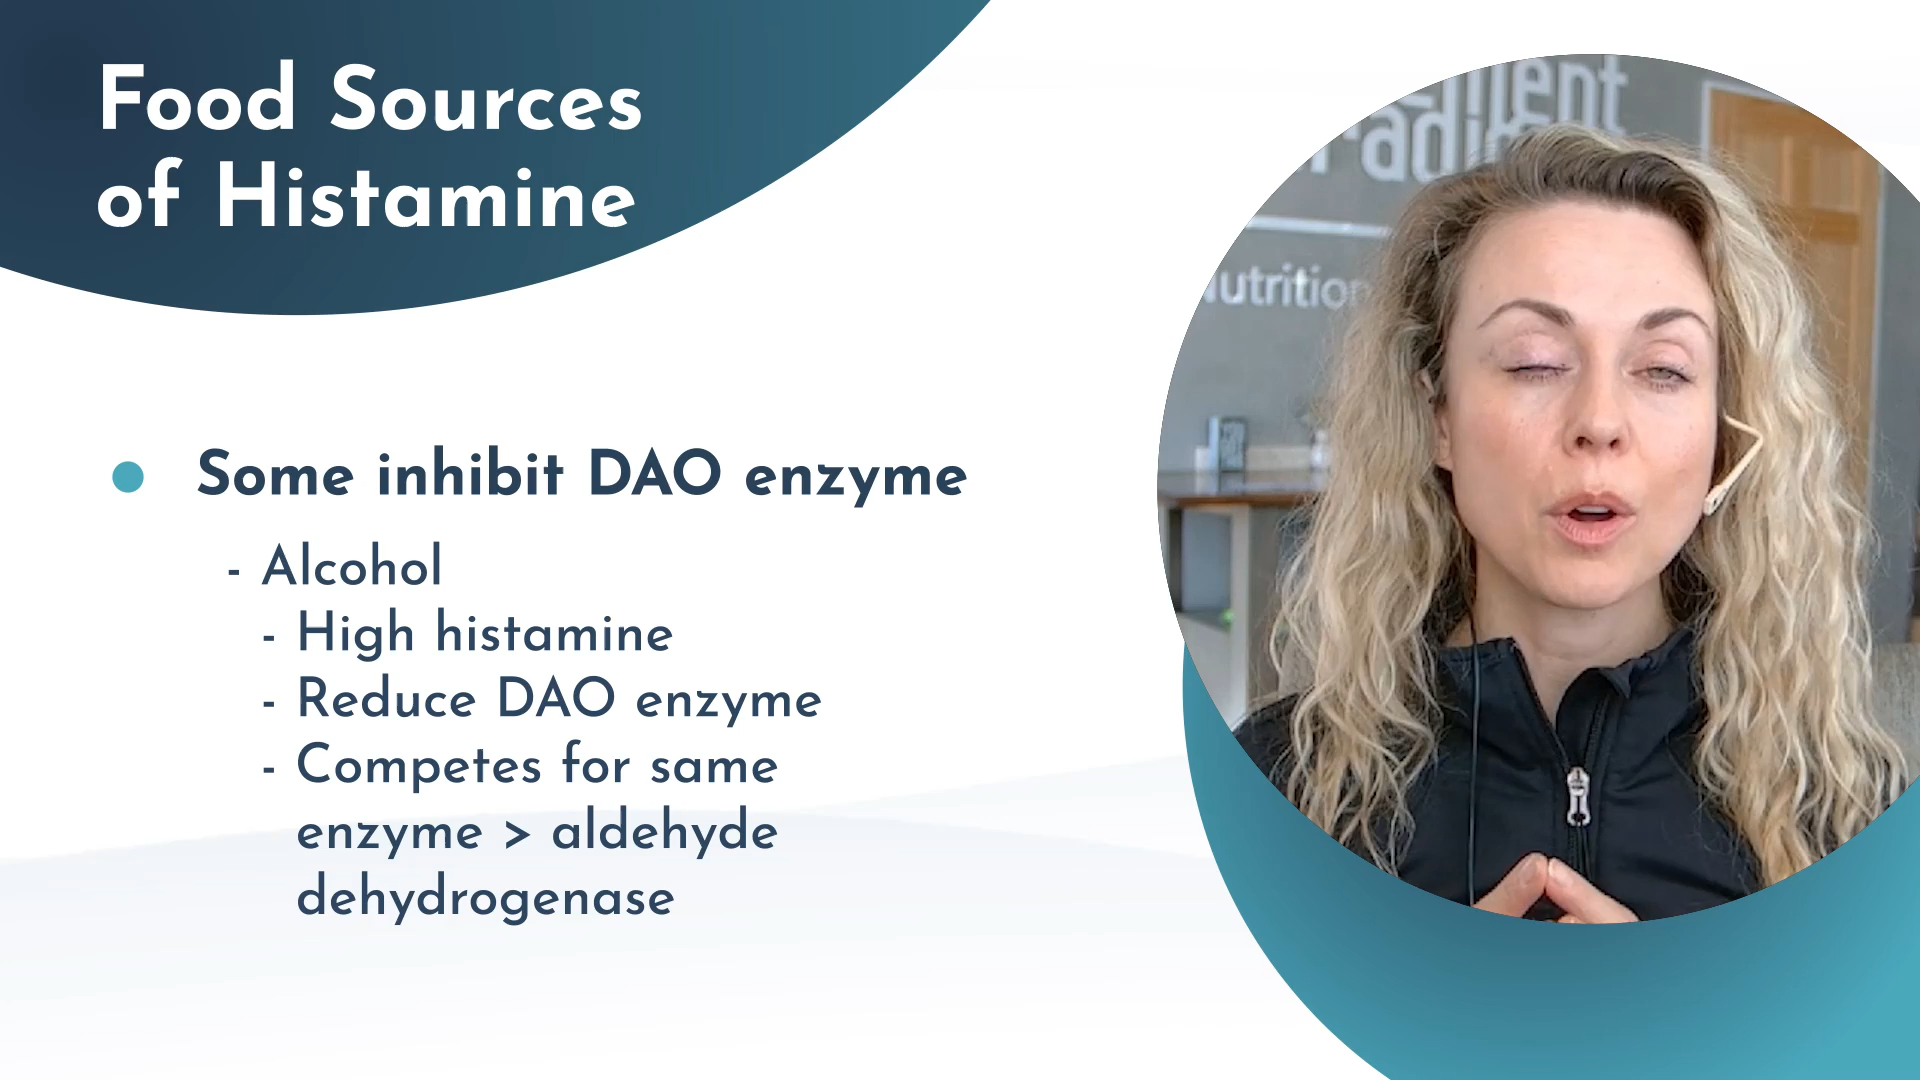 Food Sources
of Histamine
Some inhibit DAO enzyme
- Alcohol
- High histamine
- Reduce DAO enzyme
- Competes for same
enzyme > aldehyde
dehydrogenase